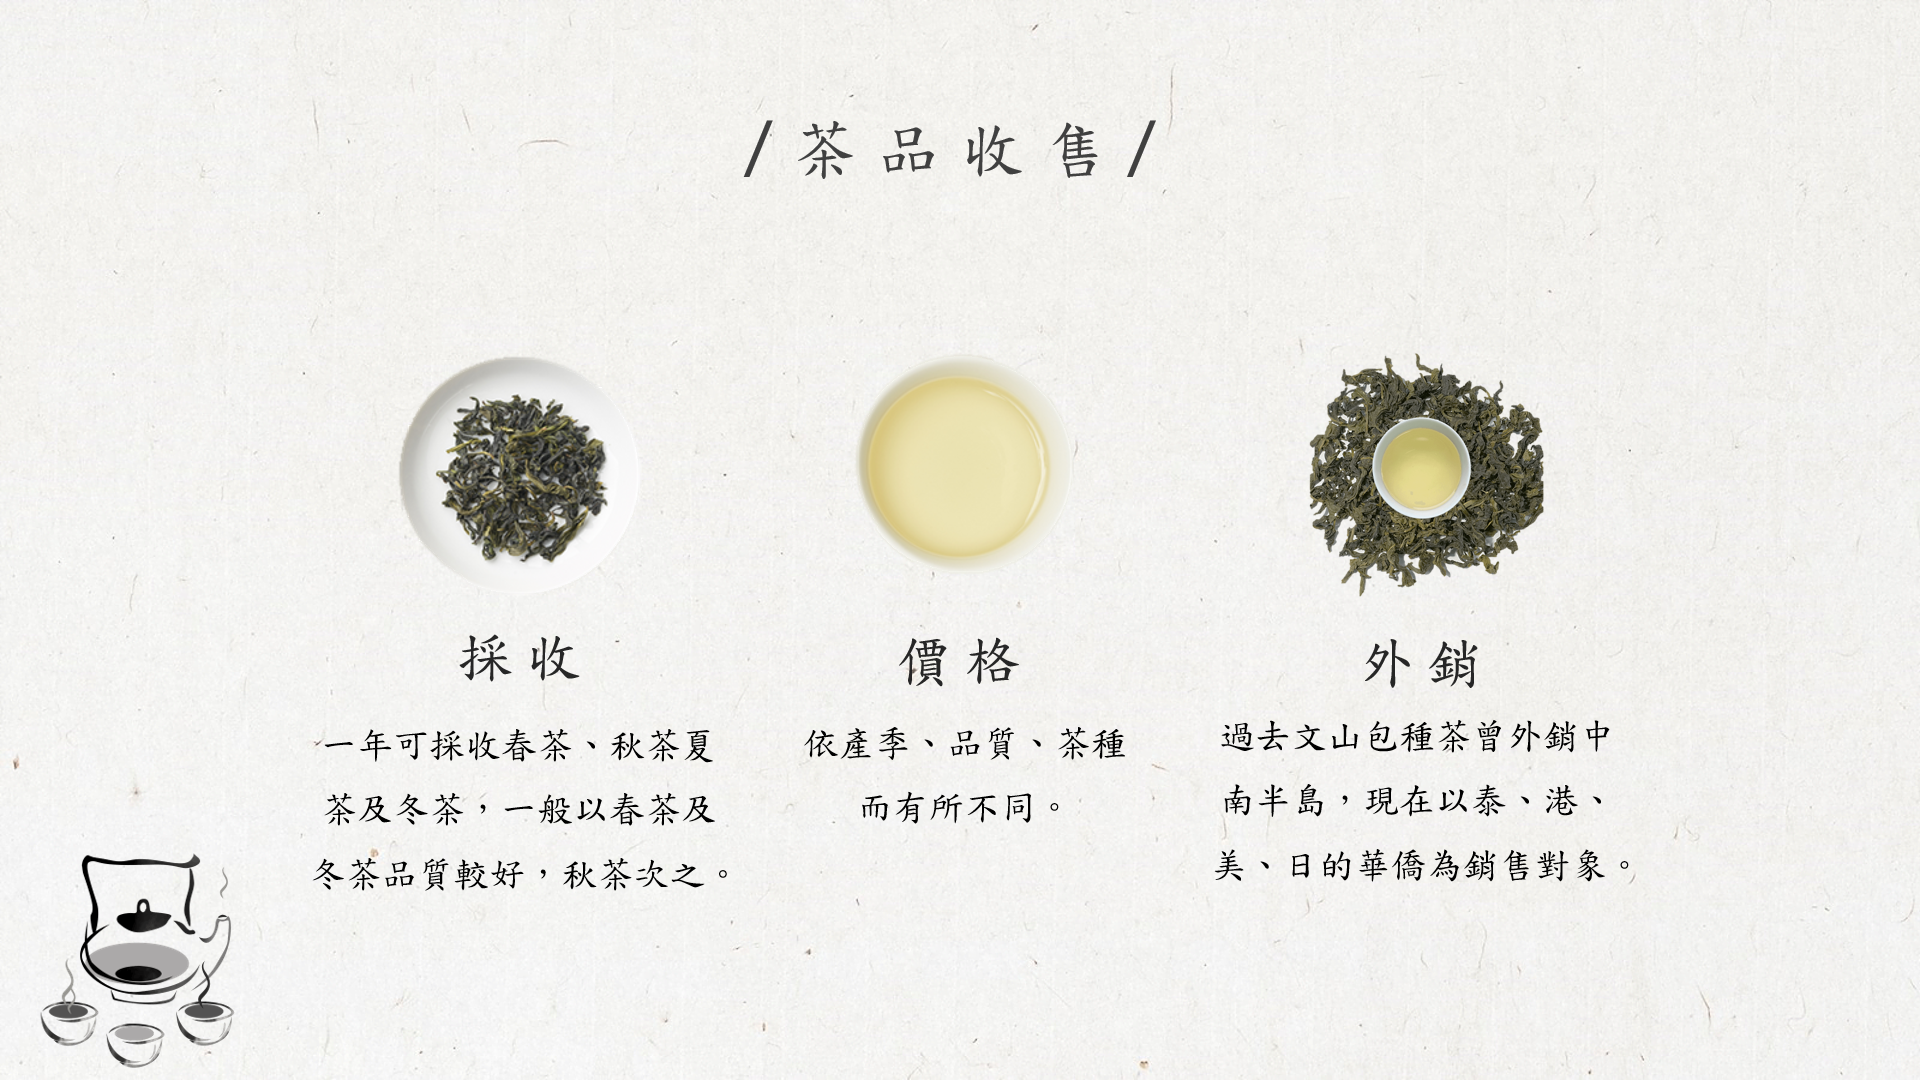 /茶品收售/
採收
一年可採收春茶、秋茶夏
茶及冬茶，一般以春茶及
冬茶品質較好，秋茶次之。
價格
依產季、品質、茶種
而有所不同。
外銷
過去文山包種茶曾外銷中
南半島，現在以泰、港、
美、日的華僑為銷售對象。